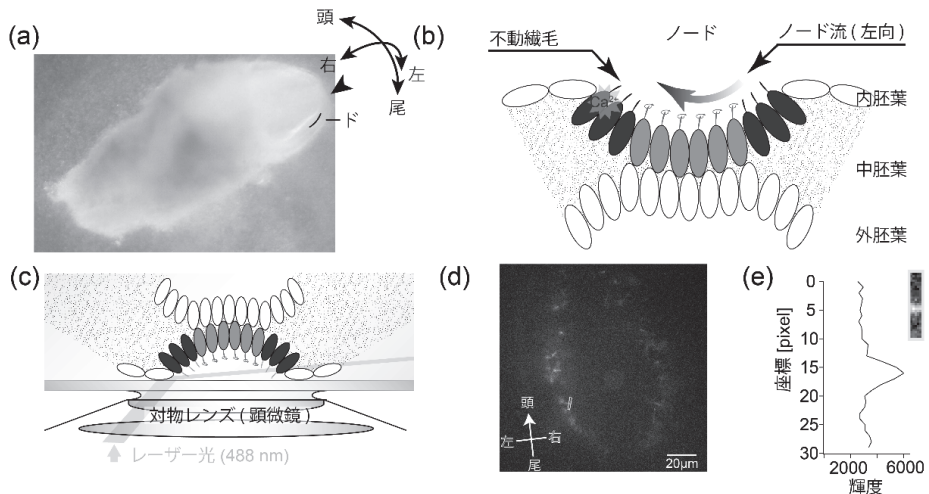 (a)
頭
右
左
尾
ノード
(b)
ノード
不動繊毛
ノード流 ( 左向 )
Ca²⁺
内胚葉
中胚葉
外胚葉
(c)
対物レンズ ( 顕微鏡 )
レーザー光 (488 nm)
(d)
頭
左
右
尾
20μm
(e)
0
5
10
15
20
25
30
座標 [pixel]
2000
6000
輝度